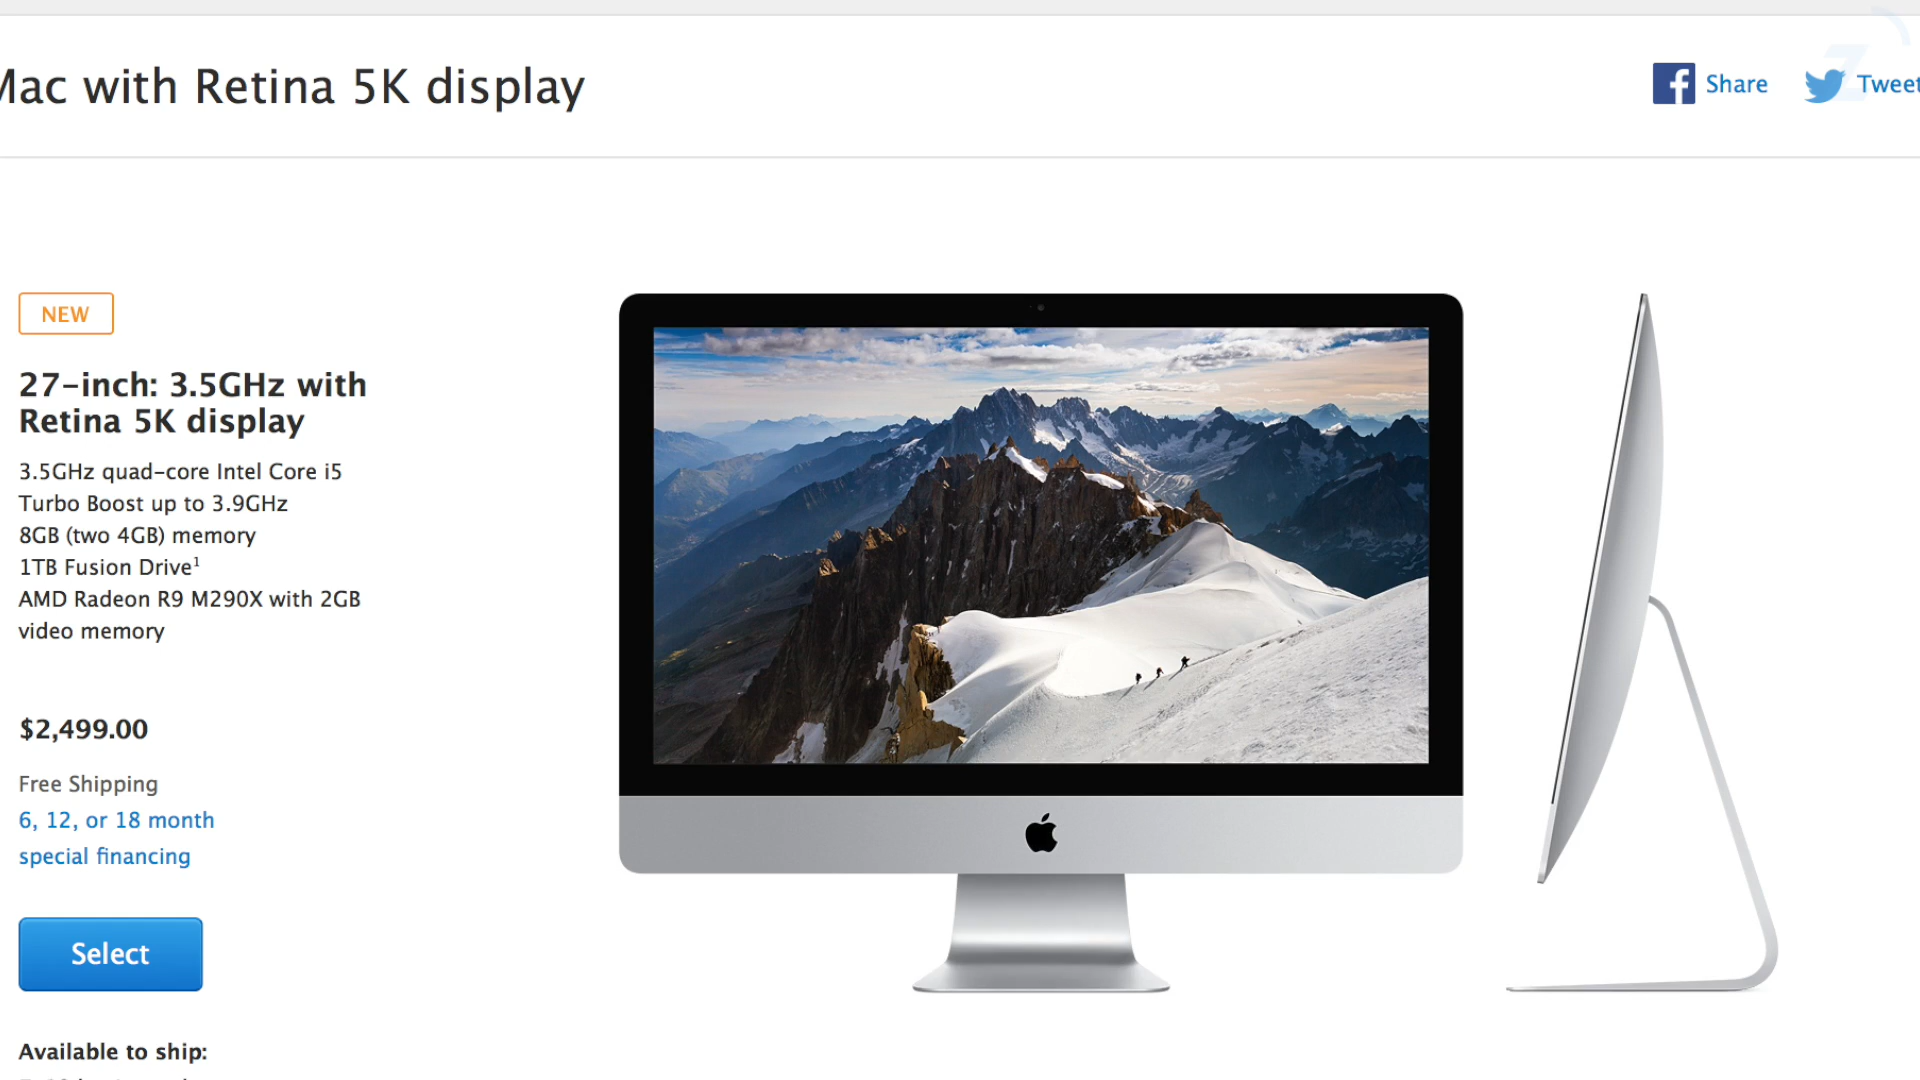 Mac with Retina 5K display
Share
Tweet
NEW
27-inch: 3.5GHz with
Retina 5K display
3.5GHz quad-core Intel Core i5
Turbo Boost up to 3.9GHz
8GB (two 4GB) memory
1TB Fusion Drive¹
AMD Radeon R9 M290X with 2GB
video memory
$2,499.00
Free Shipping
6, 12, or 18 month
special financing
Select
Available to ship: